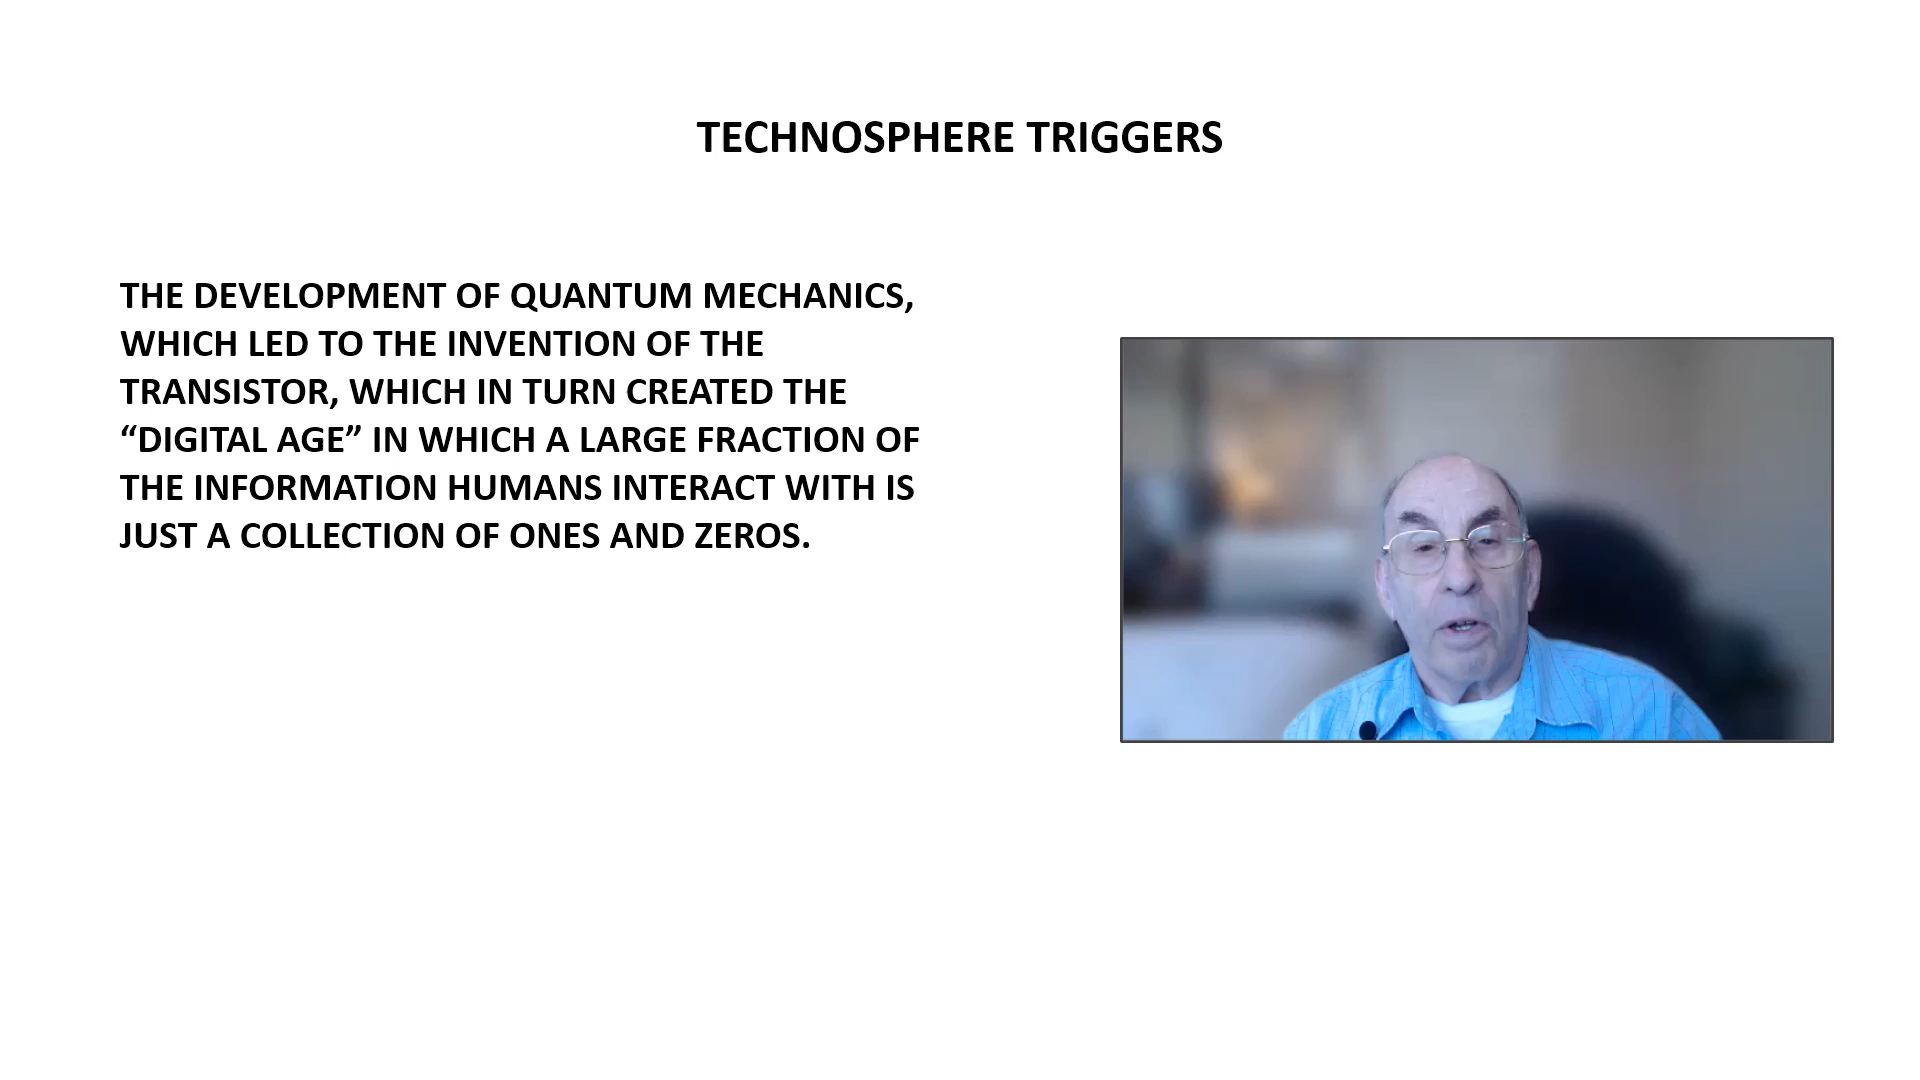 TECHNOSPHERE TRIGGERS
THE DEVELOPMENT OF QUANTUM MECHANICS,
WHICH LED TO THE INVENTION OF THE
TRANSISTOR, WHICH IN TURN CREATED THE
“DIGITAL AGE” IN WHICH A LARGE FRACTION OF
THE INFORMATION HUMANS INTERACT WITH IS
JUST A COLLECTION OF ONES AND ZEROS.